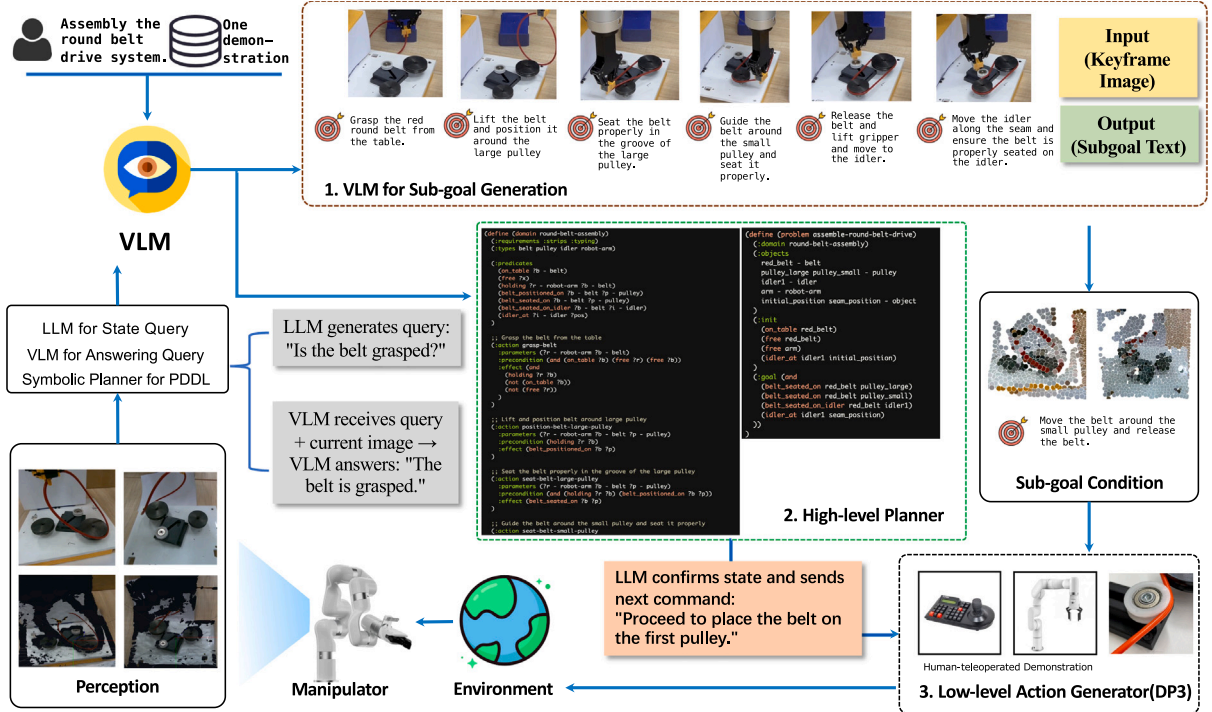 Assembly the
round belt
drive system.
One
demon-
stration
Grasp the red
round belt from
the table.
Lift the belt
and position it
around the
large pulley
Seat the belt
properly in
the groove of
the large
pulley.
Guide the
belt around
the small
pulley and
seat it
properly.
Release the
belt and
lift gripper
and move to
the idler.
Move the idler
along the seam and
ensure the belt is
properly seated on
the idler.
Input
(Keyframe
Image)
Output
(Subgoal Text)
1. VLM for Sub-goal Generation
VLM
LLM for State Query
VLM for Answering Query
Symbolic Planner for PDDL
LLM generates query:
"Is the belt grasped?"
VLM receives query
+ current image →
VLM answers: "The
belt is grasped."
Perception
(define (domain round-belt-assembly)
(:requirements :strips :typing)
(:types belt pulley idler robot-arm)
(:predicates
(on_table ?b - belt)
(free ?x)
(holding ?r - robot-arm ?b - belt)
(belt_positioned_on ?b - belt ?p - pulley)
(belt_seated_on ?b - belt ?p - pulley)
(belt_seated_on_idler ?b - belt ?i - idler)
(idler_at ?i - idler ?pos)
)
;; Grasp the belt from the table
(:action grasp-belt
:parameters (?r - robot-arm ?b - belt)
:precondition (and (on_table ?b) (free ?r) (free ?b))
:effect (and
(holding ?r ?b)
(not (on_table ?b))
(not (free ?r))
)
)
;; Lift and position belt around large pulley
(:action position-belt-large-pulley
:parameters (?r - robot-arm ?b - belt ?p - pulley)
:precondition (holding ?r ?b)
:effect (belt_positioned_on ?b ?p)
)
;; Seat the belt properly in the groove of the large pulley
(:action seat-belt-large-pulley
:parameters (?r - robot-arm ?b - belt ?p - pulley)
:precondition (and (holding ?r ?b) (belt_positioned_on ?b ?p))
:effect (belt_seated_on ?b ?p)
)
;; Guide the belt around the small pulley and seat it properly
(:action seat-belt-small-pulley
(define (problem assemble-round-belt-drive)
(:domain round-belt-assembly)
(:objects
red_belt - belt
pulley_large pulley_small - pulley
idler1 - idler
arm - robot-arm
initial_position seam_position - object
)
(:init
(on_table red_belt)
(free red_belt)
(free arm)
(idler_at idler1 initial_position)
)
(:goal (and
(belt_seated_on red_belt pulley_large)
(belt_seated_on red_belt pulley_small)
(belt_seated_on_idler red_belt idler1)
(idler_at idler1 seam_position)
))
)
2. High-level Planner
Move the belt around the
small pulley and release
the belt.
Sub-goal Condition
LLM confirms state and sends
next command:
"Proceed to place the belt on
the first pulley."
Manipulator
Environment
Human-teleoperated Demonstration
3. Low-level Action Generator(DP3)